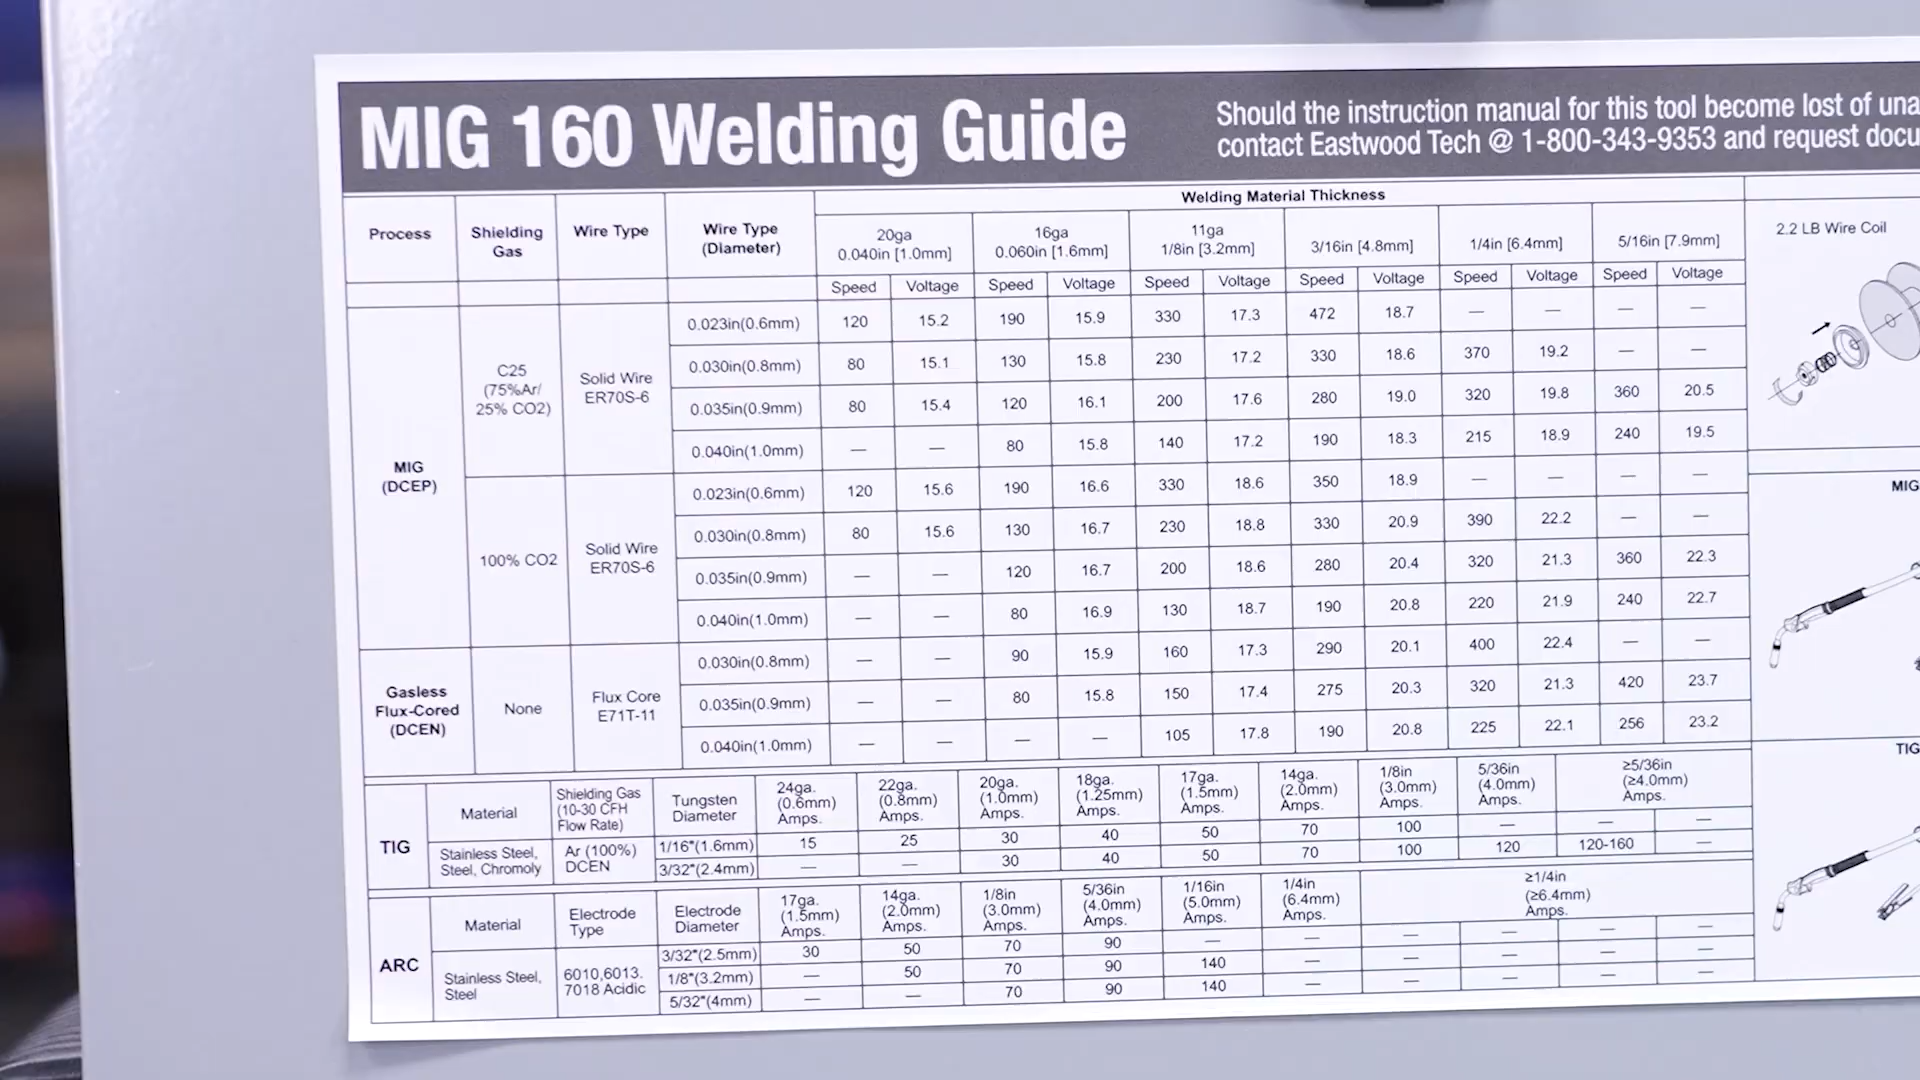 MIG 160 Welding Guide
Should the instruction manual for this tool become lost of
contact Eastwood Tech @ 1-800-343-9353 and request
Welding Material Thickness
Process Shielding Gas Wire Type Wire Type (Diameter) 20ga 0.040in [1.0mm] 16ga 0.060in [1.6mm] 11ga 1/8in [3.2mm] 3/16in [4.8mm] 1/4in [6.4mm] 5/16in [7.9mm]
Speed Voltage Speed Voltage Speed Voltage Speed Voltage Speed Voltage Speed Voltage
MIG (DCEP)
C25 (75%Ar/ 25% CO2)
Solid Wire ER70S-6
0.023in(0.6mm) 120 15.2 190 15.9 330 17.3 472 18.7 — — — —
0.030in(0.8mm) 80 15.1 130 15.8 230 17.2 330 18.6 370 19.2 — —
0.035in(0.9mm) 80 15.4 120 16.1 200 17.6 280 19.0 320 19.8 360 20.5
0.040in(1.0mm) — — 80 15.8 140 17.2 190 18.3 215 18.9 240 19.5
100% CO2
Solid Wire ER70S-6
0.023in(0.6mm) 120 15.6 190 16.6 330 18.6 350 18.9 — — — —
0.030in(0.8mm) 80 15.6 130 16.7 230 18.8 330 20.9 390 22.2 — —
0.035in(0.9mm) — — 120 16.7 200 18.6 280 20.4 320 21.3 360 22.3
0.040in(1.0mm) — — 80 16.9 130 18.7 190 20.8 220 21.9 240 22.7
Gasless Flux-Cored (DCEN)
None
Flux Core E71T-11
0.030in(0.8mm) — — 90 15.9 160 17.3 290 20.1 400 22.4 — —
0.035in(0.9mm) — — 80 15.8 150 17.4 275 20.3 320 21.3 420 23.7
0.040in(1.0mm) — — — — 105 17.8 190 20.8 225 22.1 256 23.2
TIG
Material Shielding Gas (10-30 CFH Flow Rate) Tungsten Diameter 24ga. (0.6mm) Amps. 22ga. (0.8mm) Amps. 20ga. (1.0mm) Amps. 18ga. (1.25mm) Amps. 17ga. (1.5mm) Amps. 14ga. (2.0mm) Amps. 1/8in (3.0mm) Amps. 5/36in (4.0mm) Amps. ≥5/36in (≥4.0mm) Amps.
Stainless Steel, Steel, Chromoly
Ar (100%) DCEN
1/16"(1.6mm) 15 25 30 40 50 70 100 — — —
3/32"(2.4mm) — — 30 40 50 70 100 120 120-160 —
ARC
Material Electrode Type Electrode Diameter 17ga. (1.5mm) Amps. 14ga. (2.0mm) Amps. 1/8in (3.0mm) Amps. 5/36in (4.0mm) Amps. 1/16in (5.0mm) Amps. 1/4in (6.4mm) Amps. ≥1/4in (≥6.4mm) Amps.
Stainless Steel, Steel
6010,6013. 7018 Acidic
3/32"(2.5mm) 30 50 70 90 — — — — — —
1/8"(3.2mm) — 50 70 90 140 — — — — —
5/32"(4mm) — — 70 90 140 — — — — —
2.2 LB Wire Coil
MIG
TIG